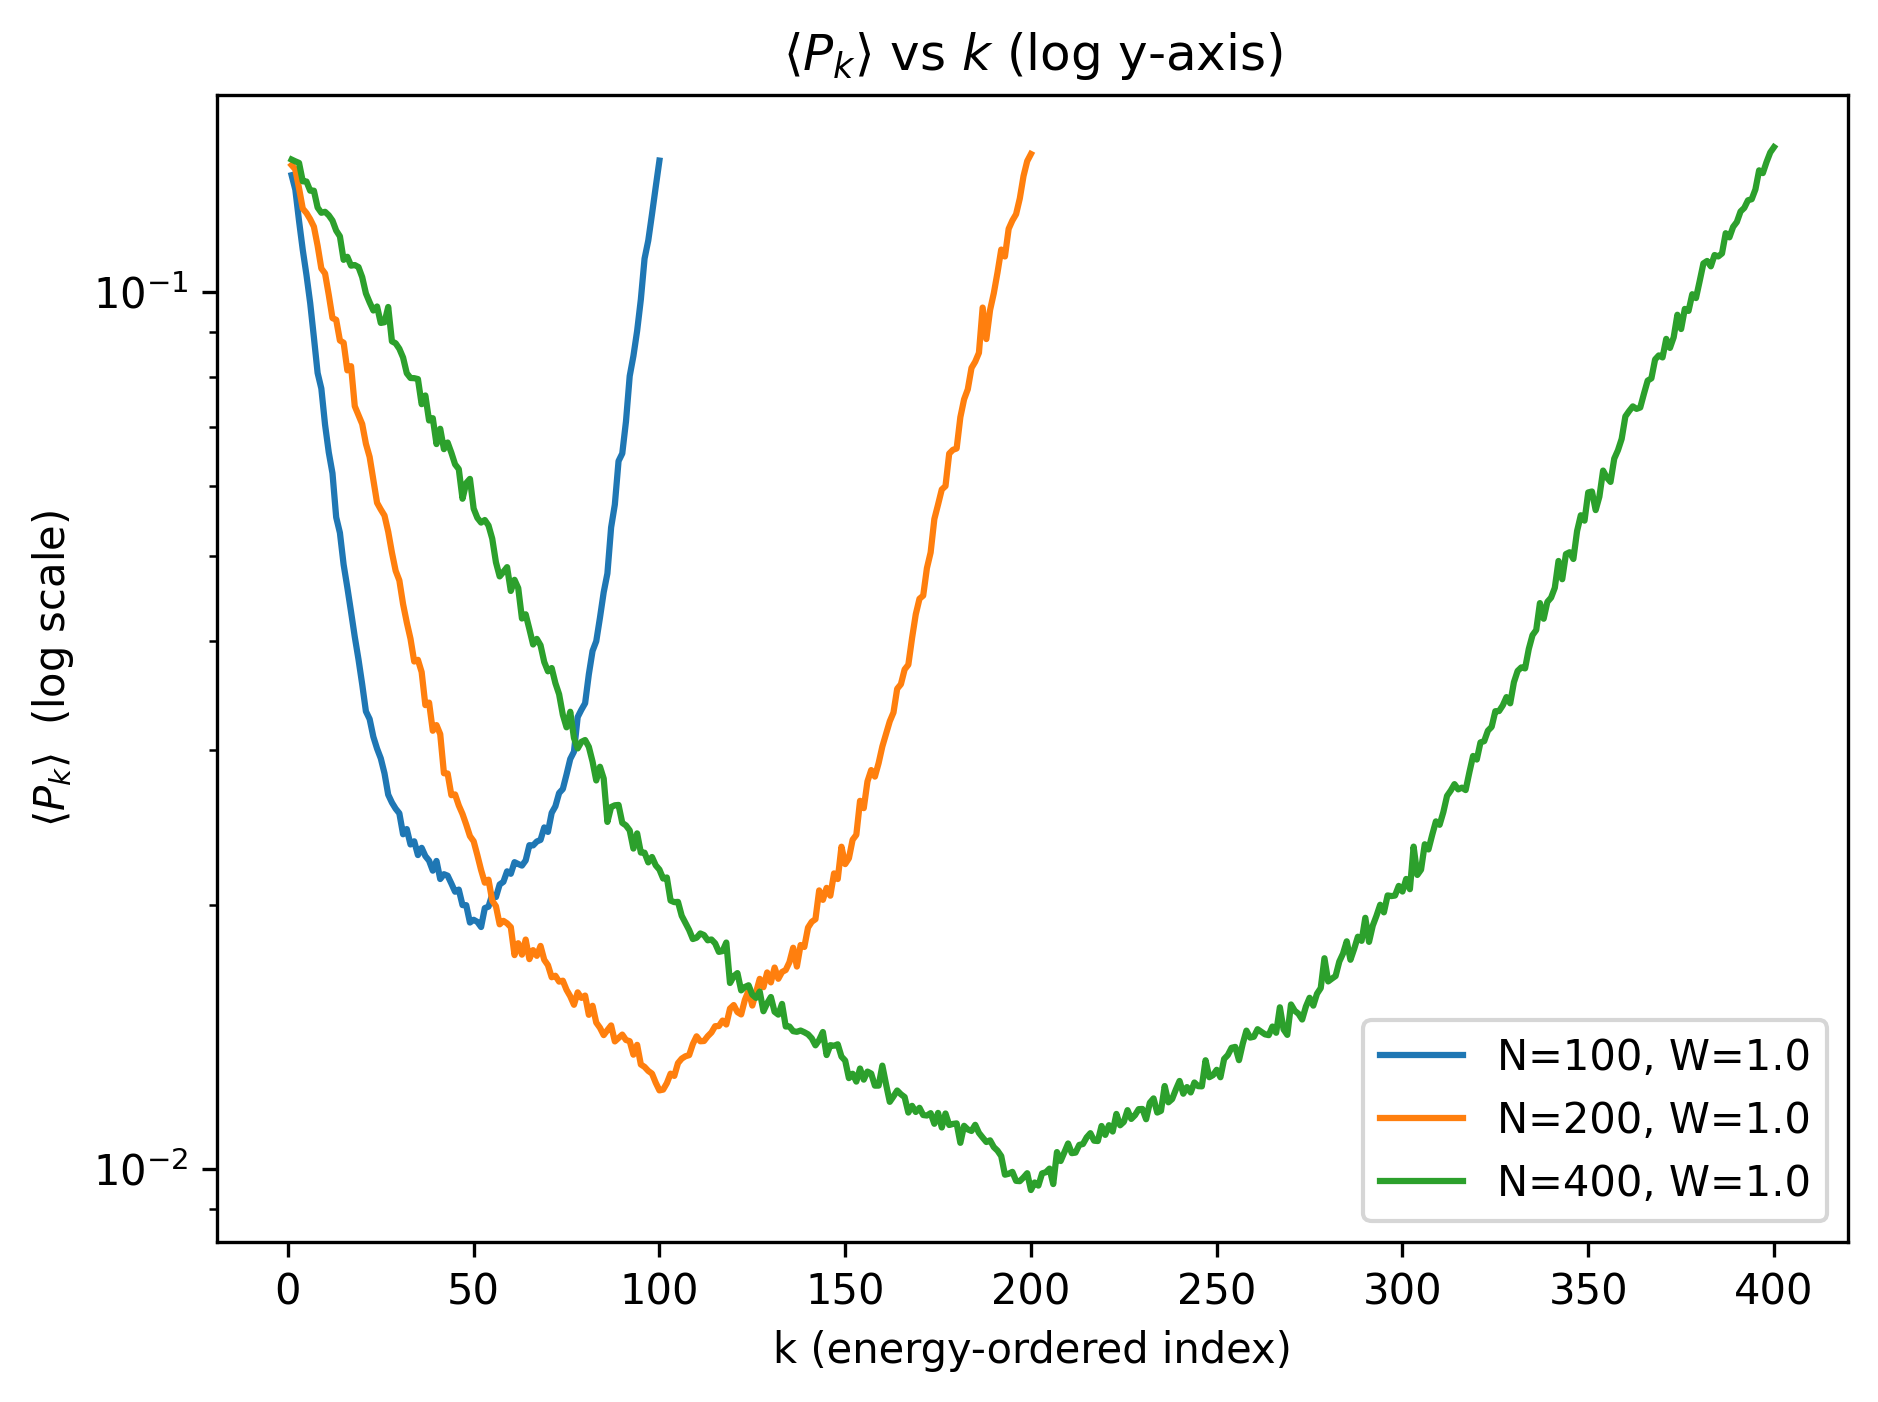 ⟨P_k⟩ vs k (log y-axis)
⟨P_k⟩ (log scale)
10⁻¹
10⁻²
0 50 100 150 200 250 300 350 400
k (energy-ordered index)
N=100, W=1.0
N=200, W=1.0
N=400, W=1.0